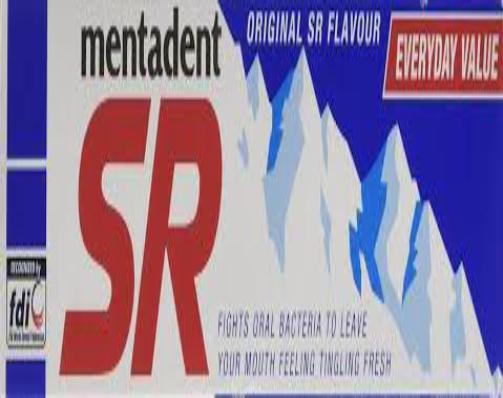 mentadent
ORIGINAL SR FLAVOUR
EVERYDAY VALUE
SR
FIGHTS ORAL BACTERIA TO LEAVE
YOUR MOUTH FEELING TINGLING FRESH
RECOGNISED by
fdi